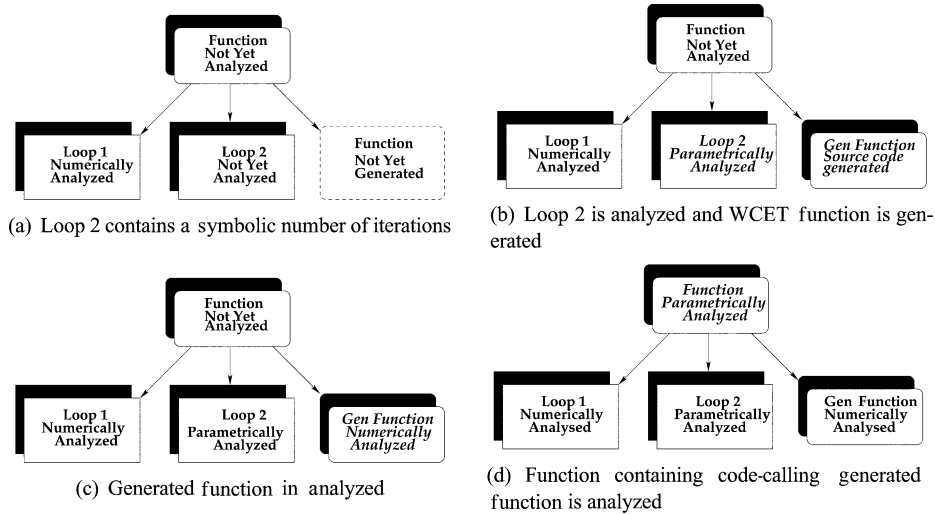 Function
Not Yet
Analyzed
Loop 1
Numerically
Analyzed
Loop 2
Not Yet
Analyzed
Function
Not Yet
Generated
(a) Loop 2 contains a symbolic number of iterations
Function
Not Yet
Analyzed
Loop 1
Numerically
Analyzed
Loop 2
Parametrically
Analyzed
Gen Function
Source code
generated
(b) Loop 2 is analyzed and WCET function is gen-
erated
Function
Not Yet
Analyzed
Loop 1
Numerically
Analyzed
Loop 2
Parametrically
Analyzed
Gen Function
Numerically
Analyzed
(c) Generated function in analyzed
Function
Parametrically
Analyzed
Loop 1
Numerically
Analysed
Loop 2
Parametrically
Analyzed
Gen Function
Numerically
Analysed
(d) Function containing code-calling generated
function is analyzed